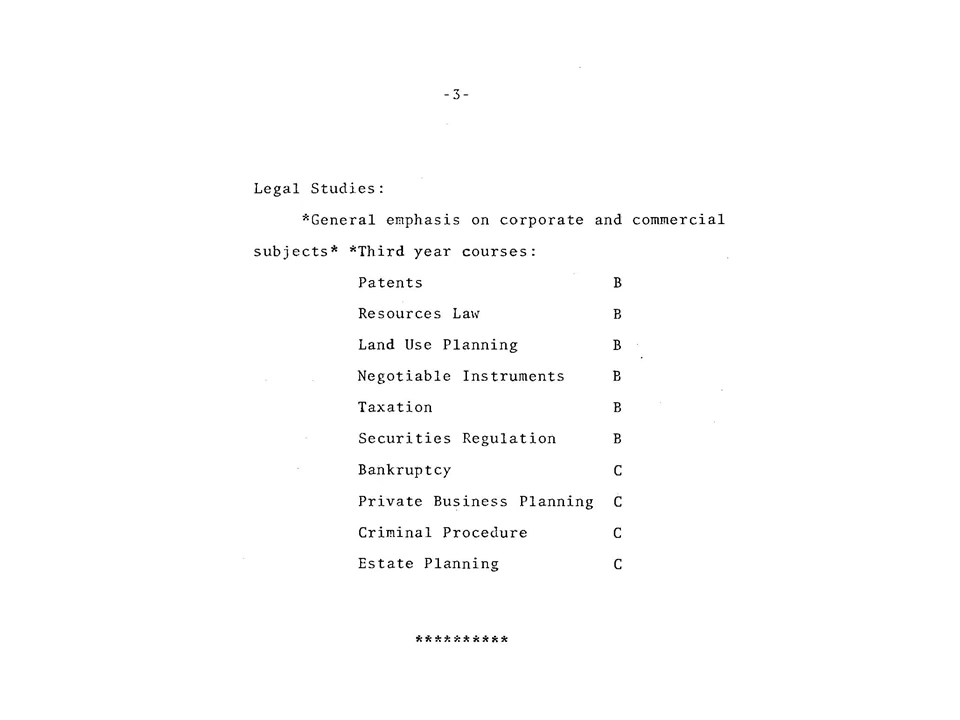 -3-
Legal Studies:
*General emphasis on corporate and commercial
subjects* *Third year courses:
Patents B
Resources Law B
Land Use Planning B
Negotiable Instruments B
Taxation B
Securities Regulation B
Bankruptcy C
Private Business Planning C
Criminal Procedure C
Estate Planning C
**********